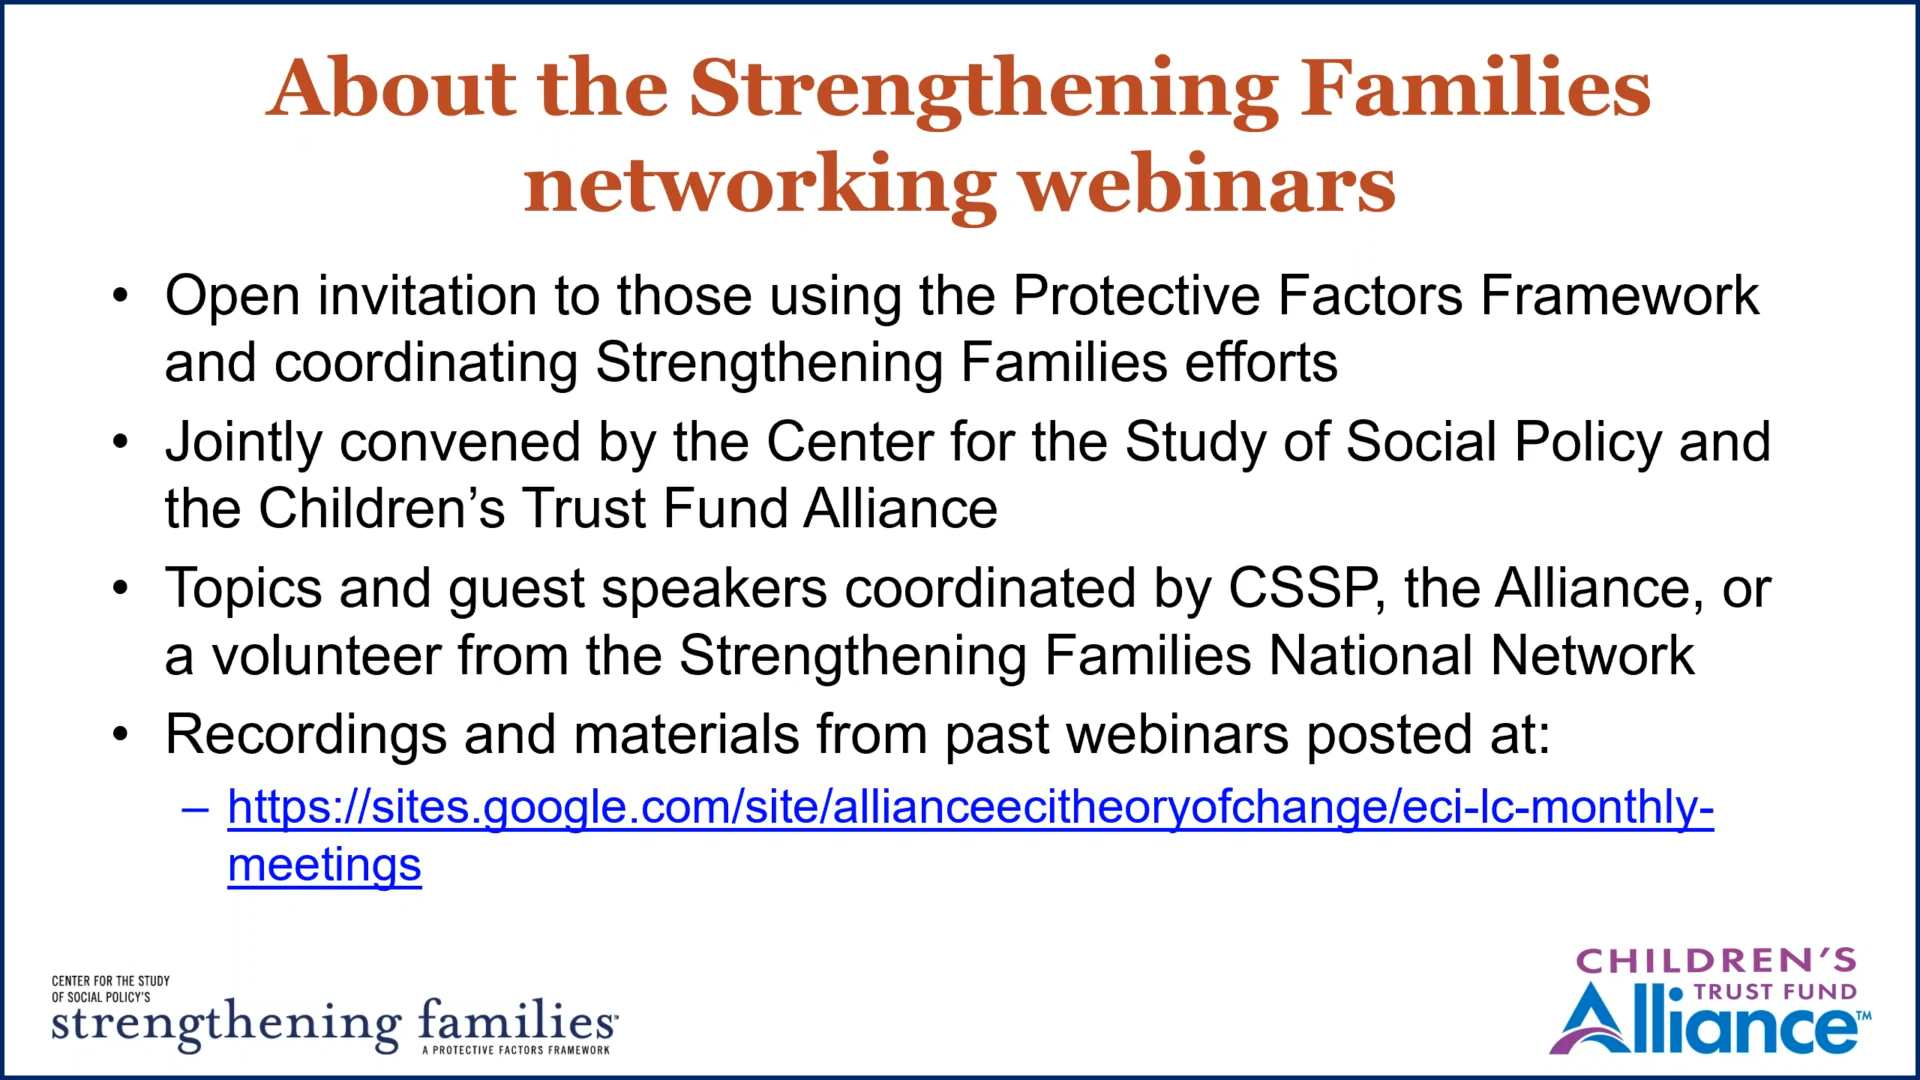 About the Strengthening Families
networking webinars
• Open invitation to those using the Protective Factors Framework
and coordinating Strengthening Families efforts
• Jointly convened by the Center for the Study of Social Policy and
the Children’s Trust Fund Alliance
• Topics and guest speakers coordinated by CSSP, the Alliance, or
a volunteer from the Strengthening Families National Network
• Recordings and materials from past webinars posted at:
– https://sites.google.com/site/allianceecitheoryofchange/eci-lc-monthly-
meetings
CENTER FOR THE STUDY
OF SOCIAL POLICY’S
strengthening families™
A PROTECTIVE FACTORS FRAMEWORK
CHILDREN’S
TRUST FUND
Alliance™